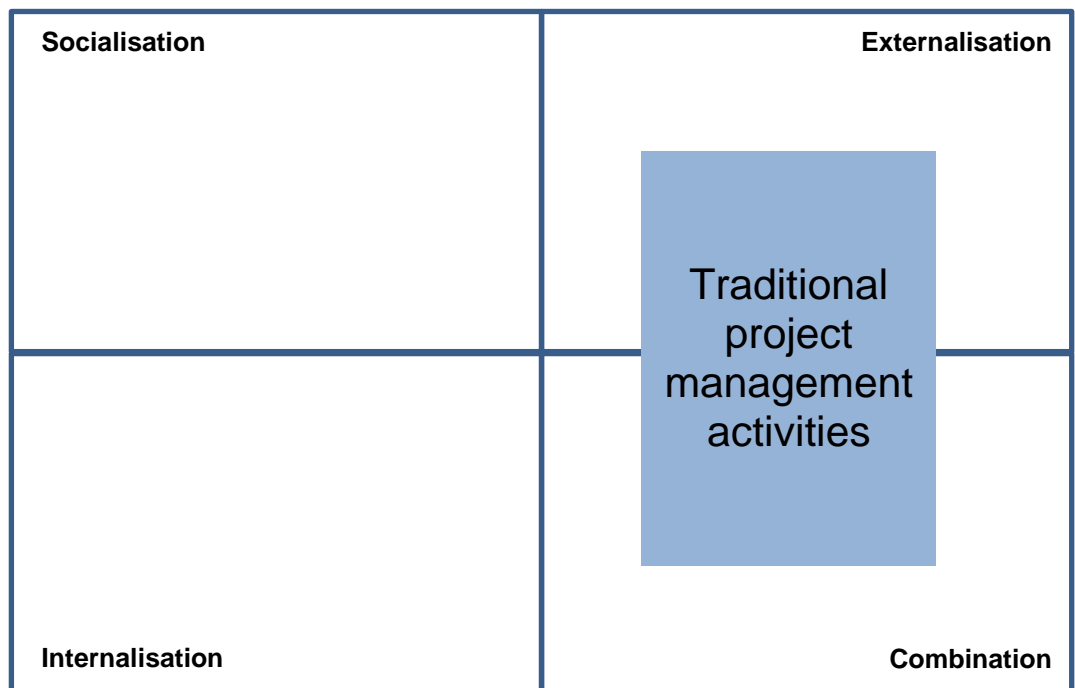 Socialisation
Externalisation
Traditional
project
management
activities
Internalisation
Combination